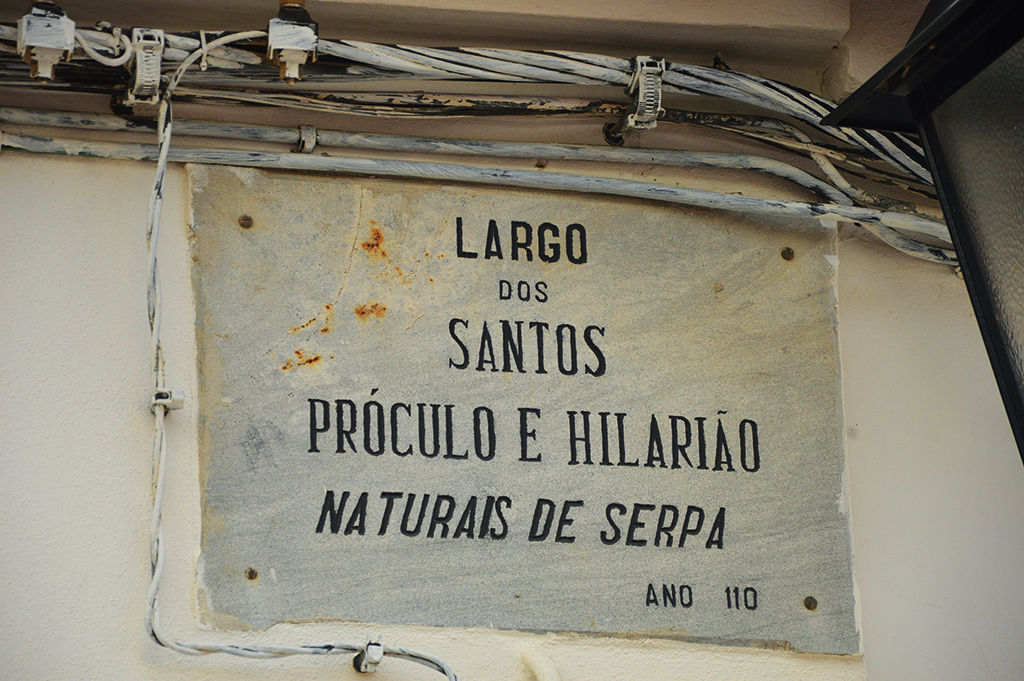 LARGO
DOS
SANTOS
PRÓCULO E HILARIÃO
NATURAIS DE SERPA
ANO 110